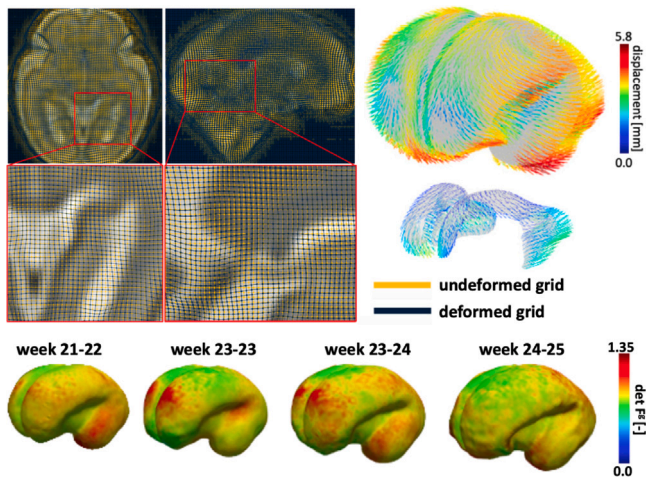 5.8
displacement [mm]
0.0
undeformed grid
deformed grid
week 21-22
week 23-23
week 23-24
week 24-25
1.35
det Fᵍ [-]
0.0